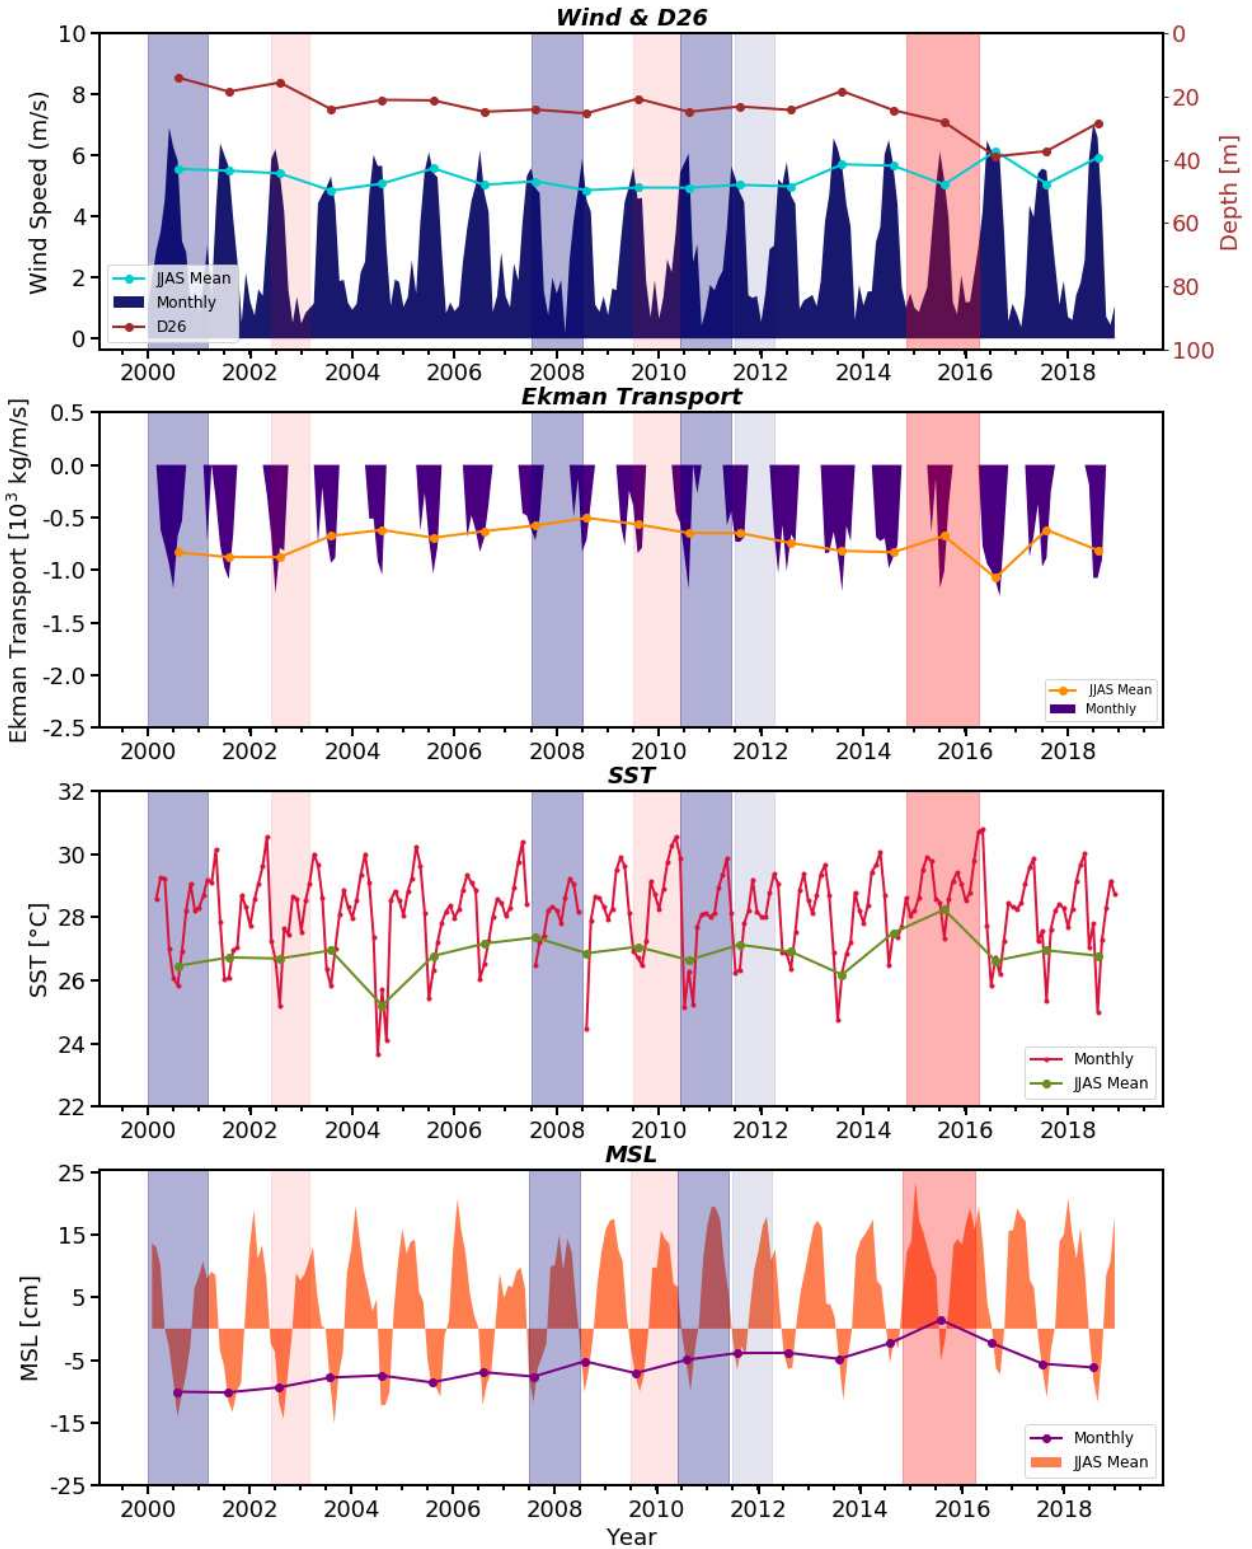 Wind & D26
Wind Speed (m/s)
10
8
6
4
2
0
0
20
40
60
80
100
Depth [m]
JJAS Mean
Monthly
D26
2000 2002 2004 2006 2008 2010 2012 2014 2016 2018
Ekman Transport
Ekman Transport [10³ kg/m/s]
0.5
0.0
-0.5
-1.0
-1.5
-2.0
-2.5
JJAS Mean
Monthly
2000 2002 2004 2006 2008 2010 2012 2014 2016 2018
SST
SST [°C]
32
30
28
26
24
22
Monthly
JJAS Mean
2000 2002 2004 2006 2008 2010 2012 2014 2016 2018
MSL
MSL [cm]
25
15
5
-5
-15
-25
Monthly
JJAS Mean
2000 2002 2004 2006 2008 2010 2012 2014 2016 2018
Year